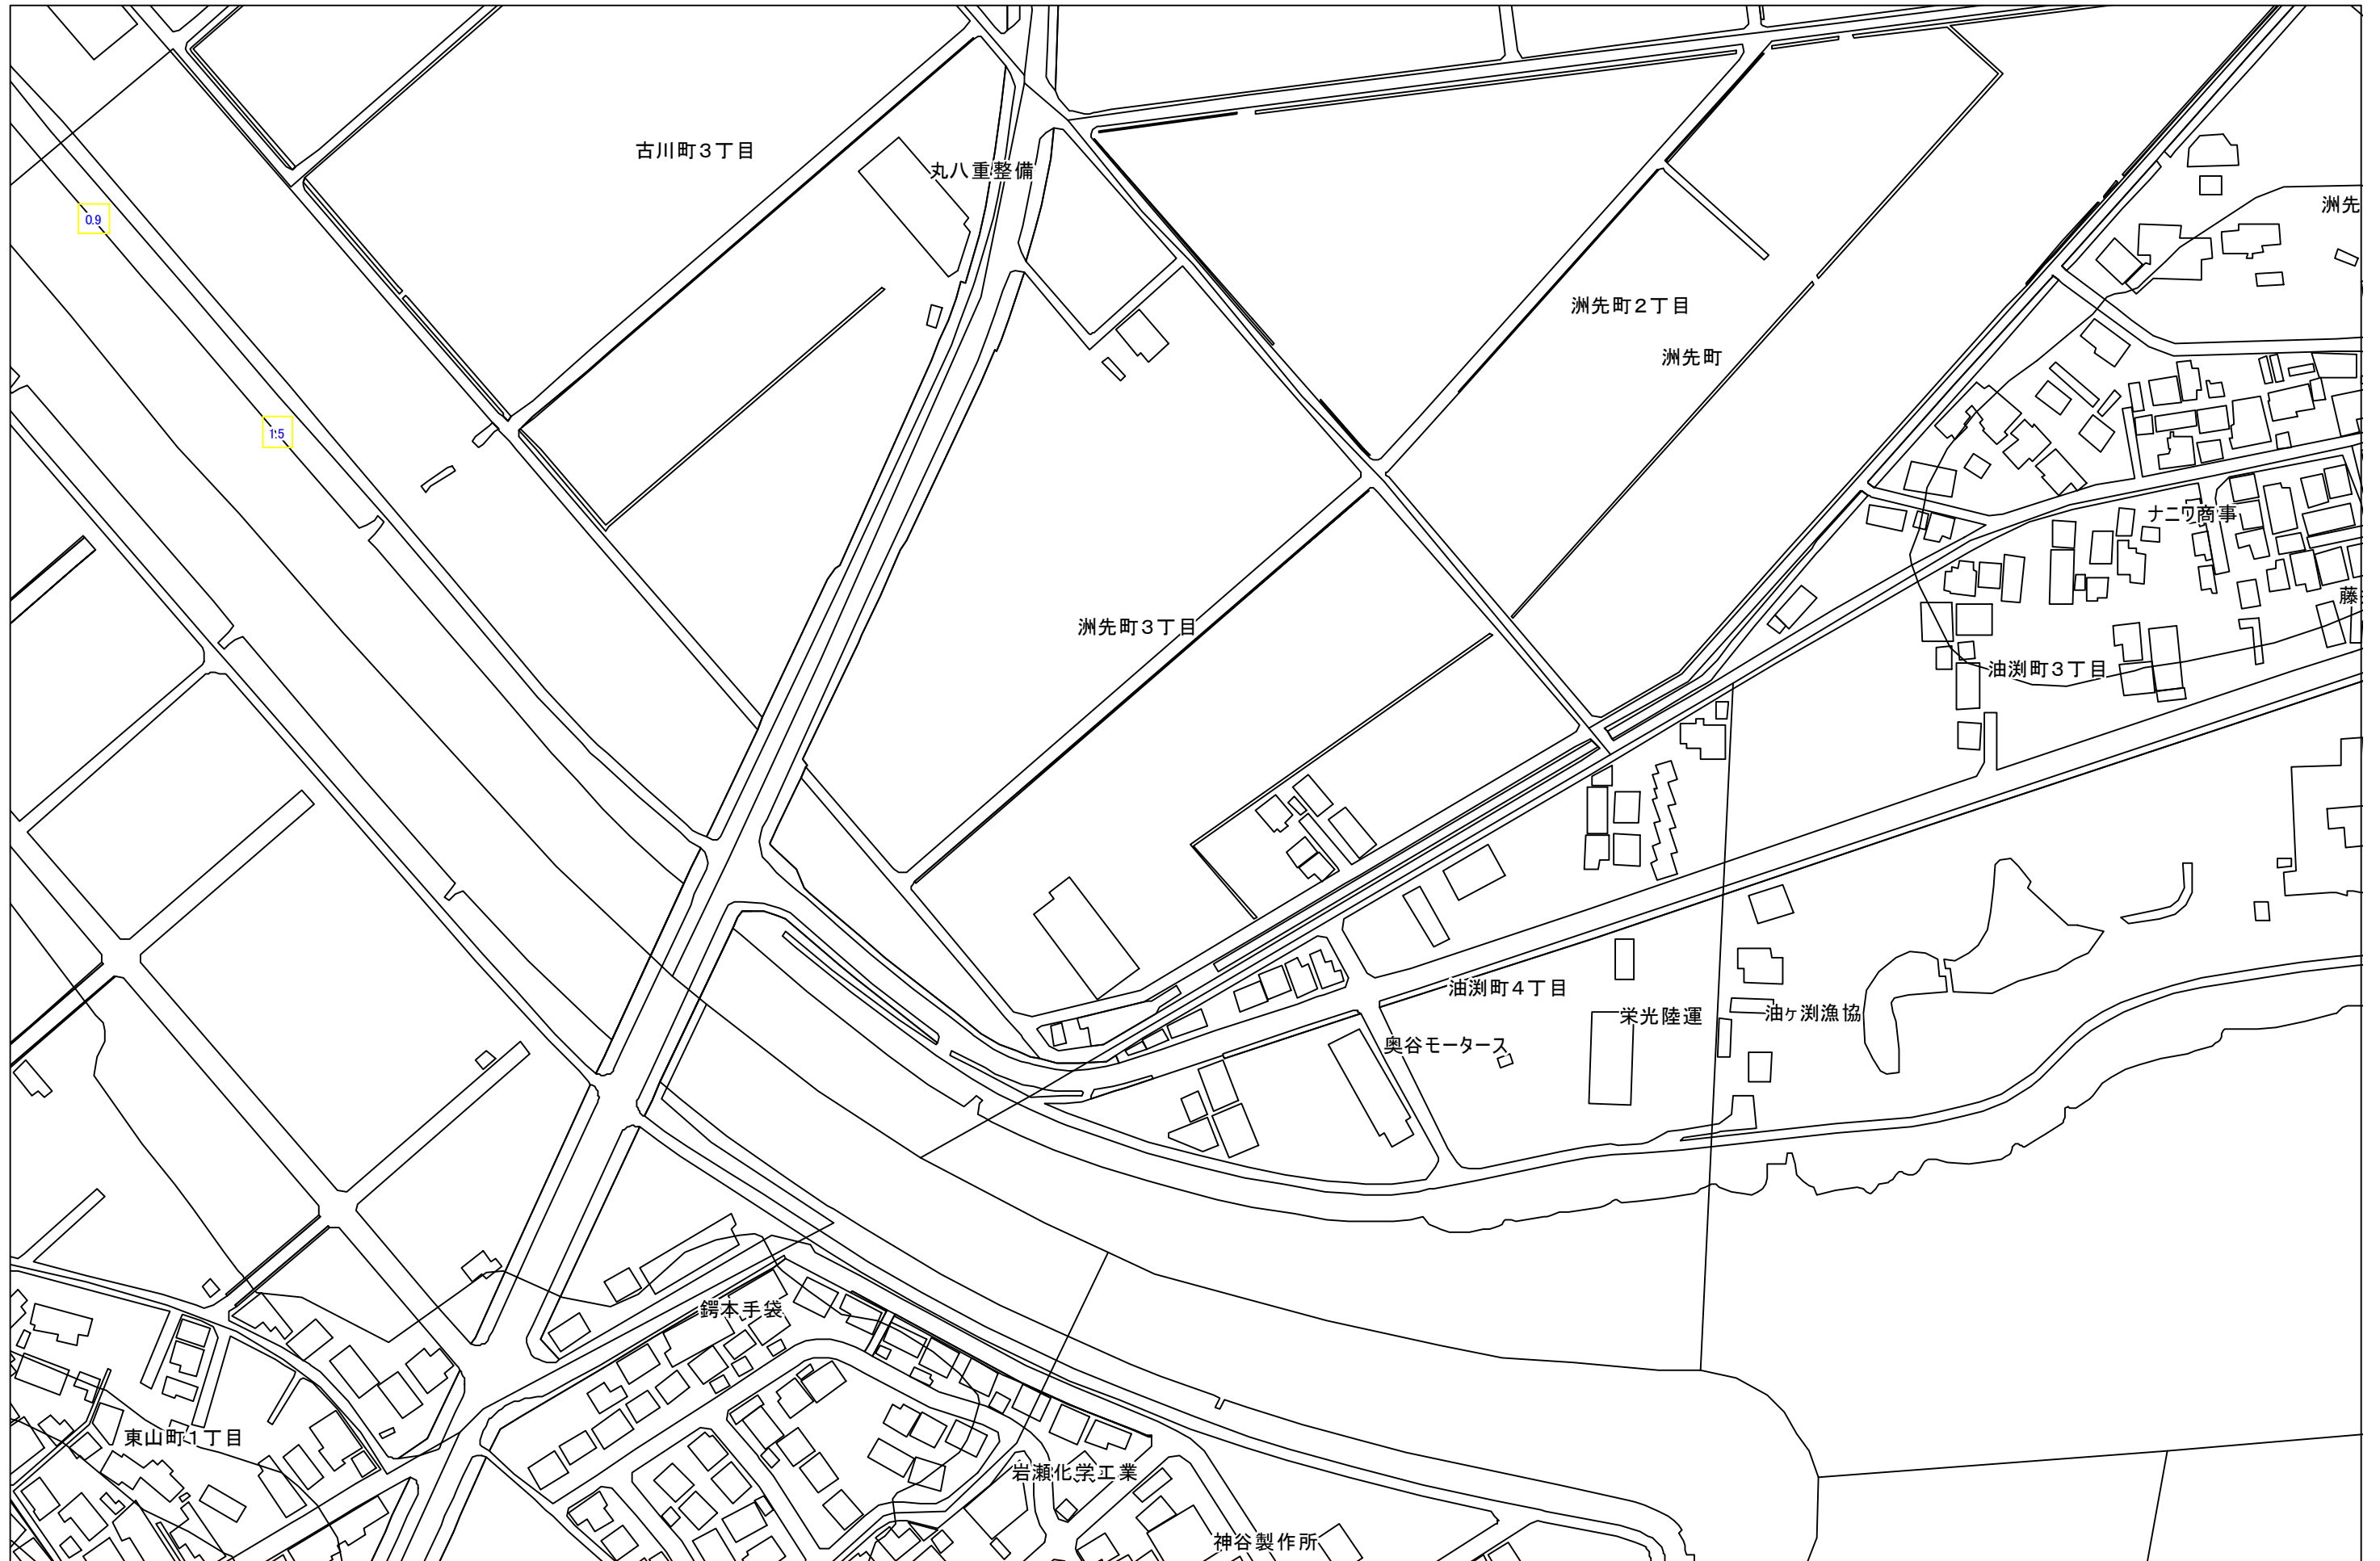 古川町3丁目
丸八重整備
洲先
0.9
洲先町2丁目
洲先町
1.5
ナニワ商事
藤
洲先町3丁目
油渕町3丁目
油渕町4丁目
栄光陸運
油ヶ渕漁協
奥谷モータース
鍔本手袋
東山町1丁目
岩瀬化学工業
神谷製作所